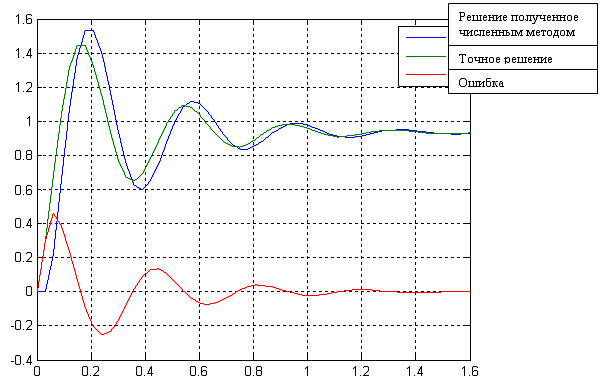 Решение полученное
численным методом
Точное решение
Ошибка
1.6
1.4
1.2
1
0.8
0.6
0.4
0.2
0
-0.2
-0.4
0 0.2 0.4 0.6 0.8 1 1.2 1.4 1.6